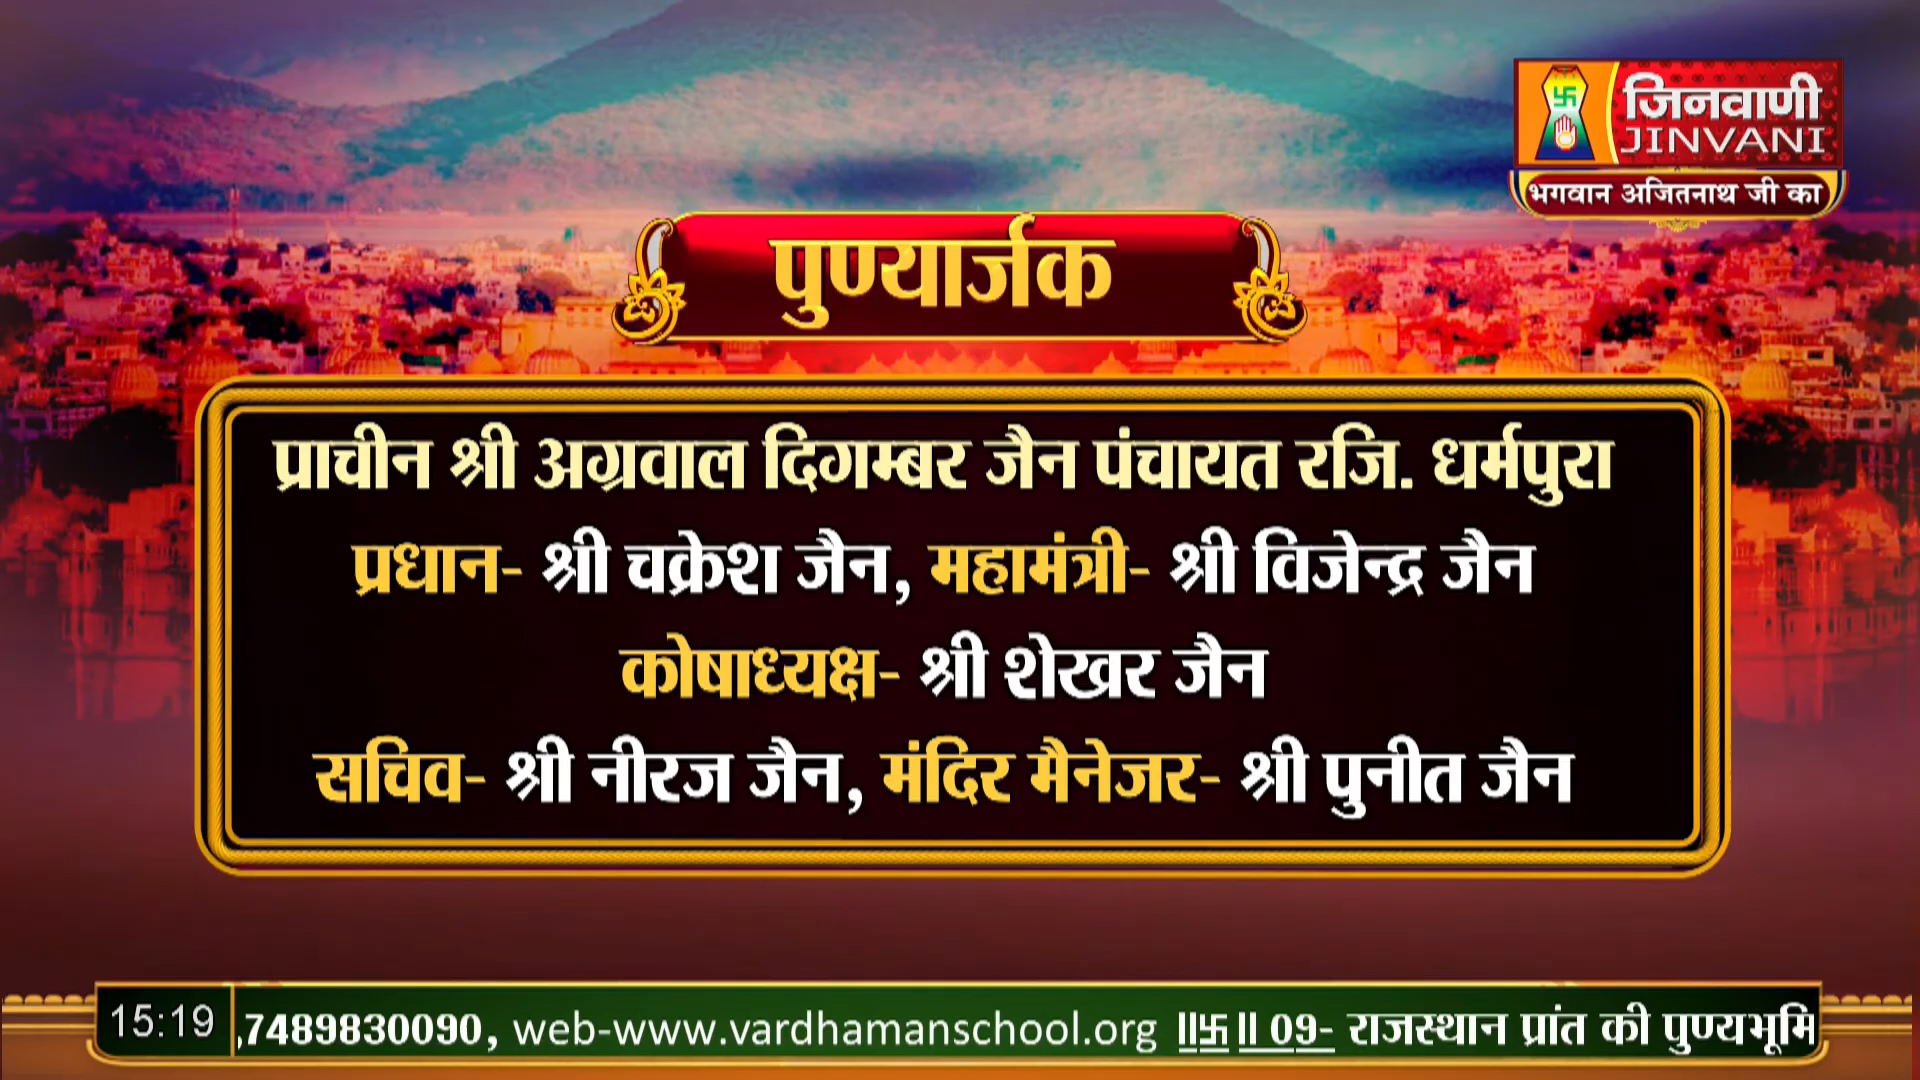 जिनवाणी
JINVANI
भगवान अजितनाथ जी का
पुण्यार्जक
प्राचीन श्री अग्रवाल दिगम्बर जैन पंचायत रजि. धर्मपुरा
प्रधान- श्री चक्रेश जैन, महामंत्री- श्री विजेन्द्र जैन
कोषाध्यक्ष- श्री शेखर जैन
सचिव- श्री नीरज जैन, मंदिर मैनेजर- श्री पुनीत जैन
15:19 ,7489830090, web-www.vardhamanschool.org ||卐|| 09- राजस्थान प्रांत की पुण्यभूमि